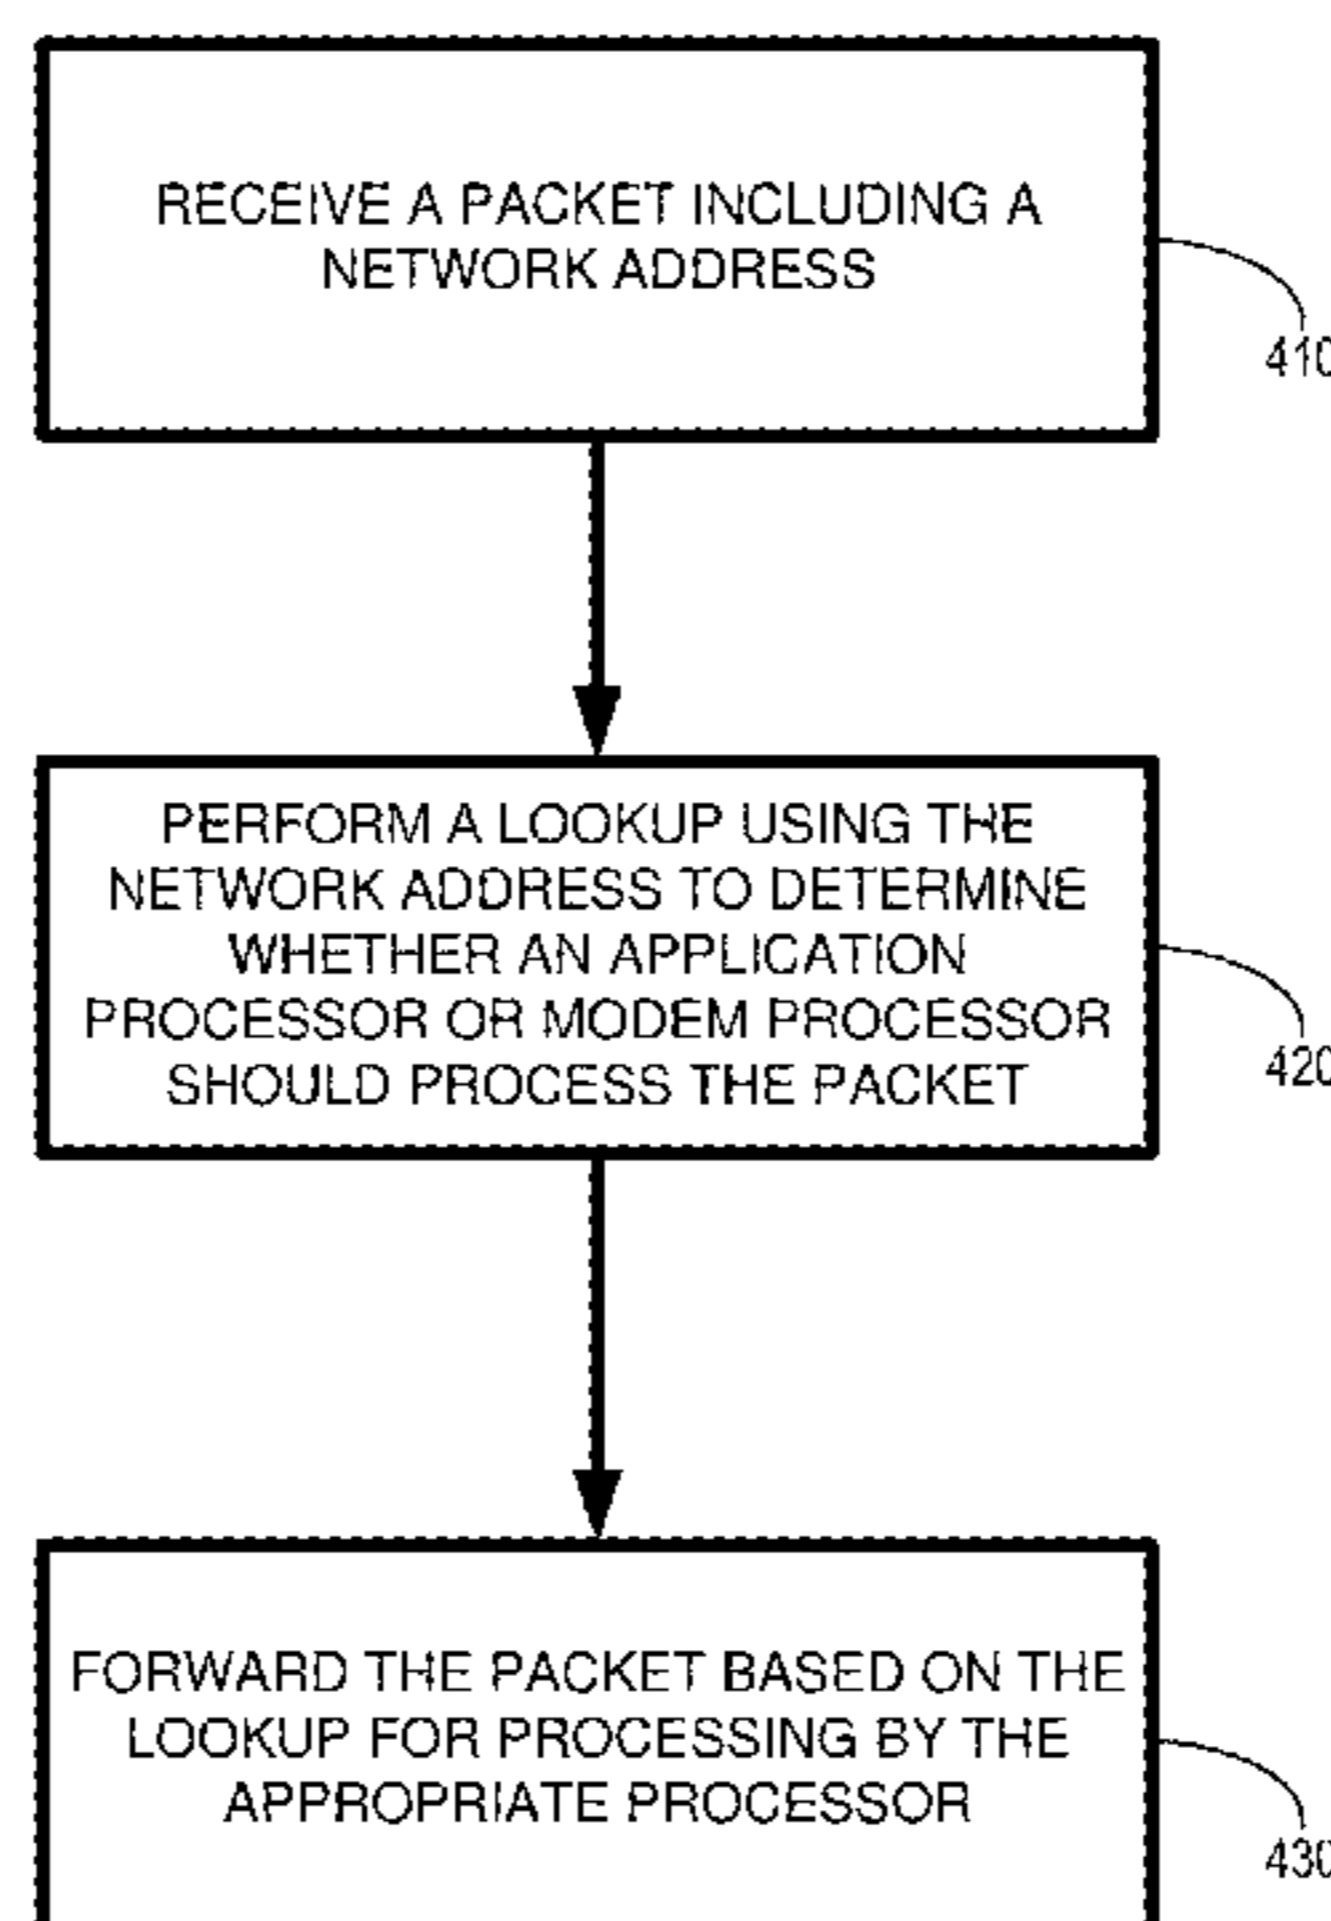 RECEIVE A PACKET INCLUDING A
NETWORK ADDRESS
410
PERFORM A LOOKUP USING THE
NETWORK ADDRESS TO DETERMINE
WHETHER AN APPLICATION
PROCESSOR OR MODEM PROCESSOR
SHOULD PROCESS THE PACKET
420
FORWARD THE PACKET BASED ON THE
LOOKUP FOR PROCESSING BY THE
APPROPRIATE PROCESSOR
430